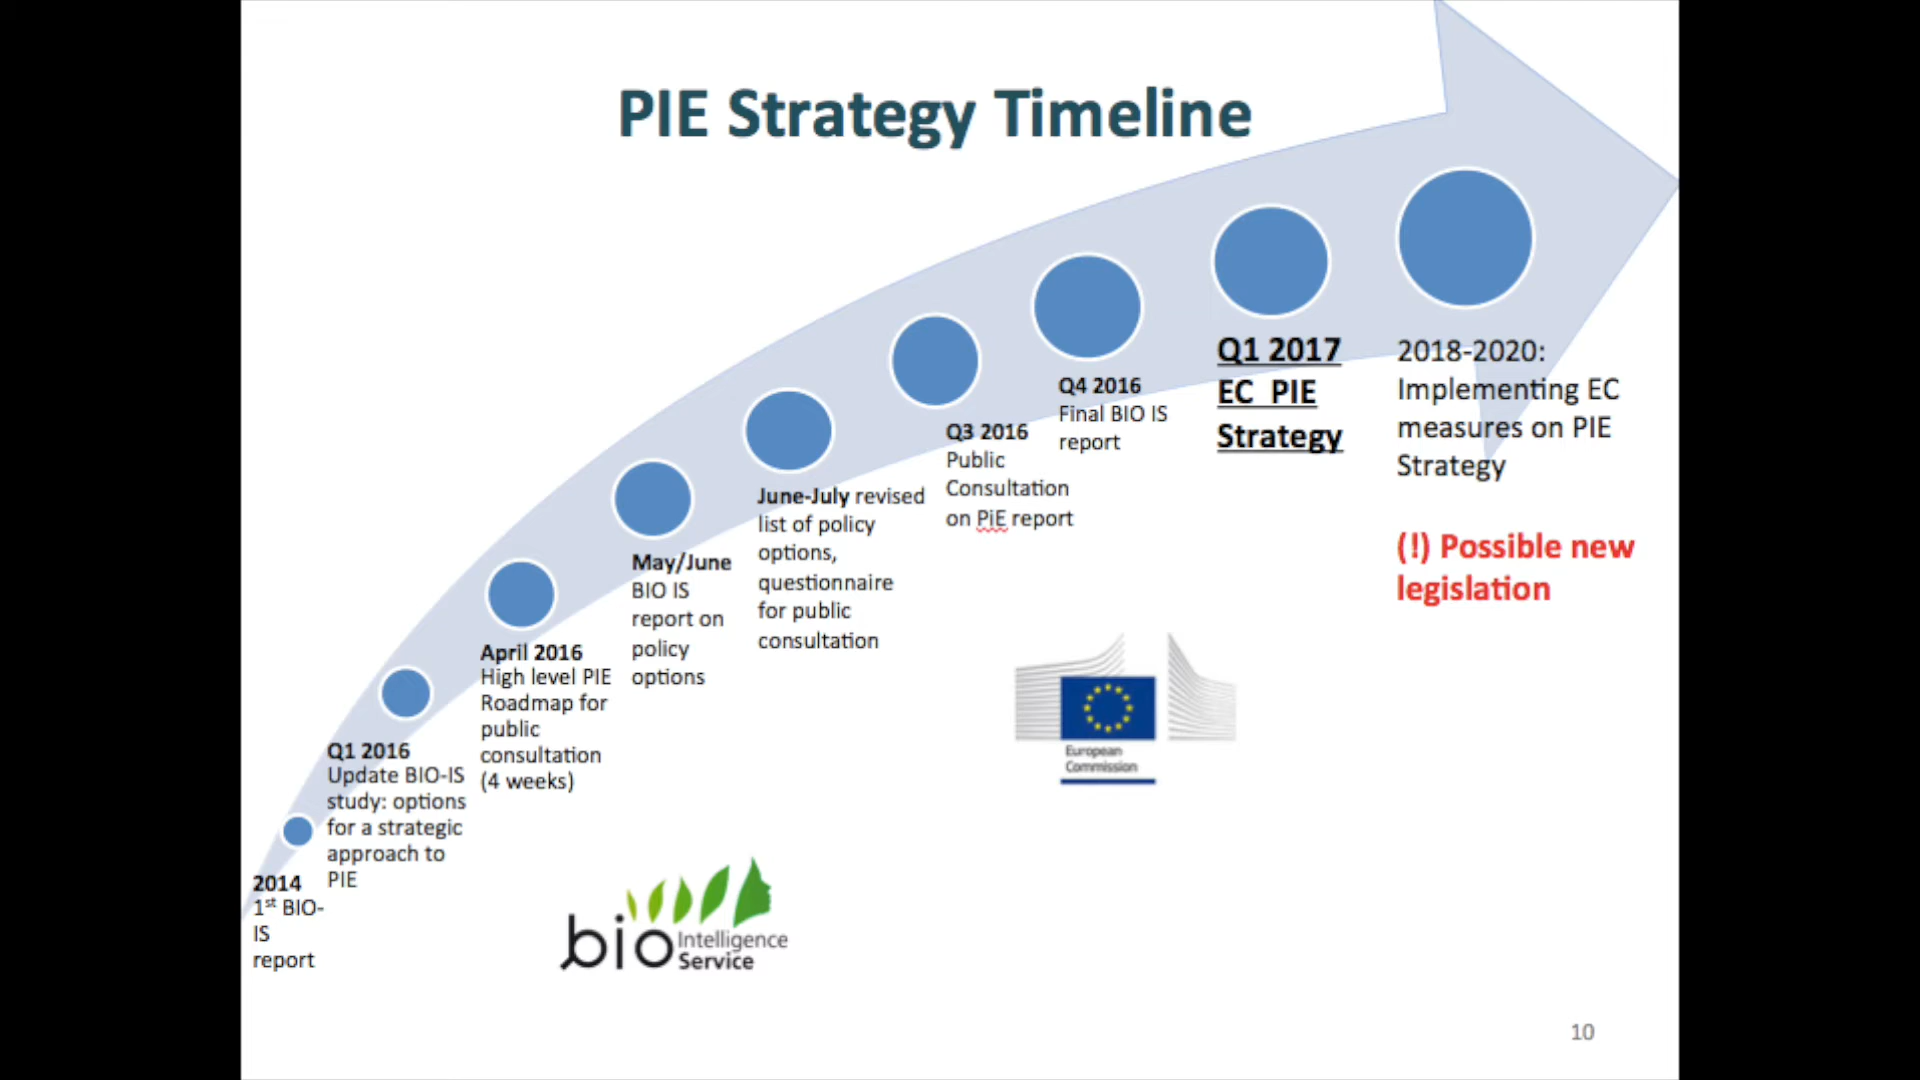 PIE Strategy Timeline
2014
1st BIO-
IS
report
Q1 2016
Update BIO-IS
study: options
for a strategic
approach to
PIE
April 2016
High level PIE
Roadmap for
public
consultation
(4 weeks)
May/June
BIO IS
report on
policy
options
June-July revised
list of policy
options,
questionnaire
for public
consultation
Q3 2016
Public
Consultation
on PiE report
Q4 2016
Final BIO IS
report
Q1 2017
EC PIE
Strategy
2018-2020:
Implementing EC
measures on PIE
Strategy
(!) Possible new
legislation
European
Commission
bio Intelligence
Service
10